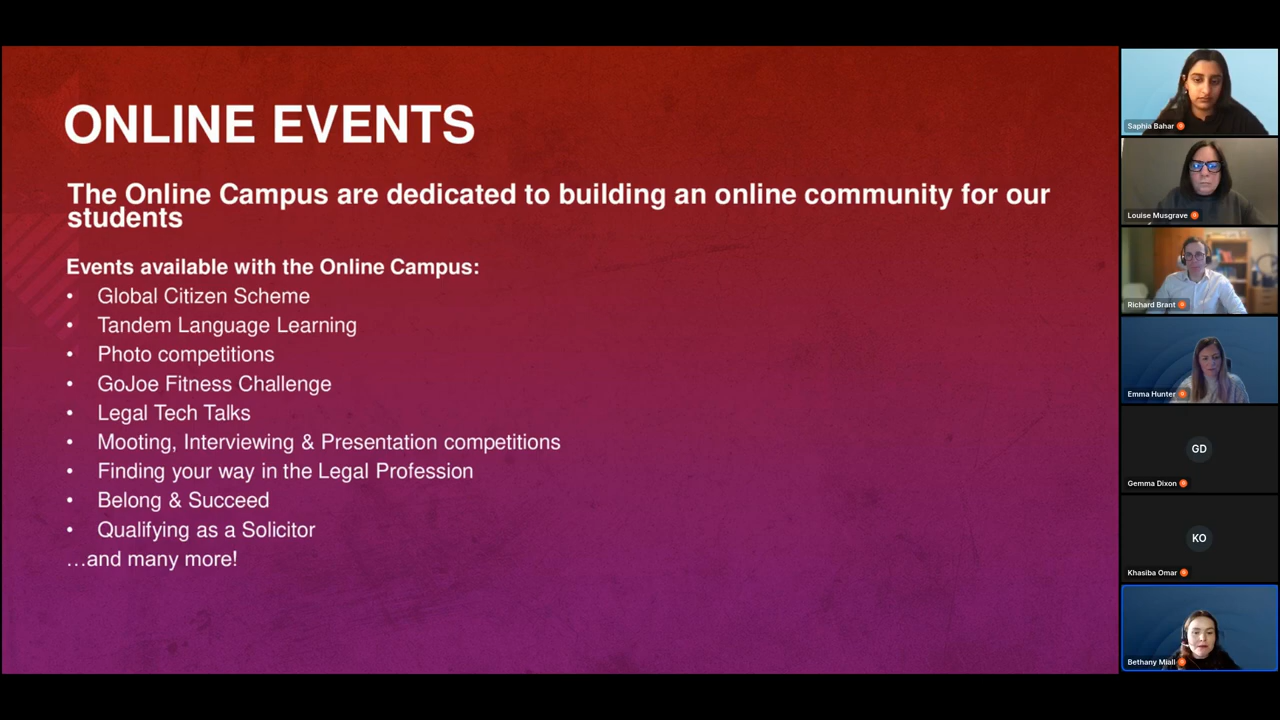 ONLINE EVENTS
The Online Campus are dedicated to building an online community for our
students
Events available with the Online Campus:
• Global Citizen Scheme
• Tandem Language Learning
• Photo competitions
• GoJoe Fitness Challenge
• Legal Tech Talks
• Mooting, Interviewing & Presentation competitions
• Finding your way in the Legal Profession
• Belong & Succeed
• Qualifying as a Solicitor
…and many more!
Saphia Bahar
Louise Musgrave
Richard Brant
Emma Hunter
GD
Gemma Dixon
KO
Khasiba Omar
Bethany Miall